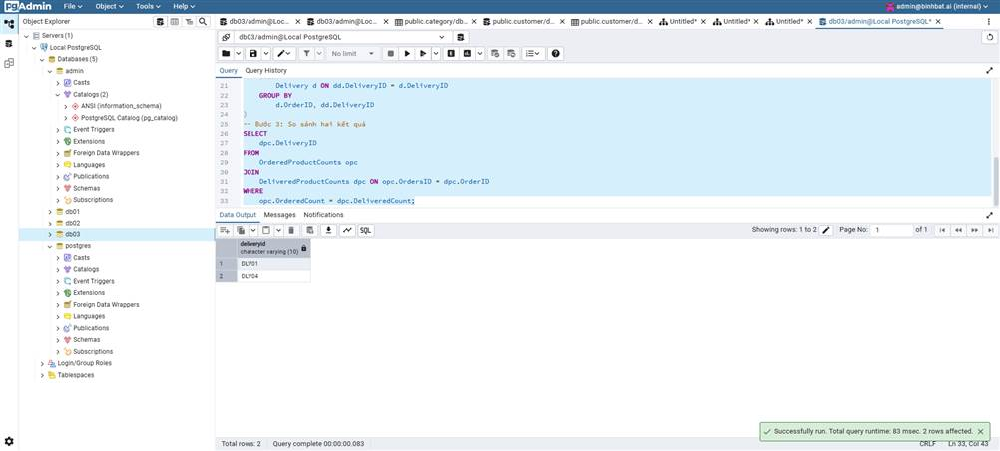 pgAdmin File Object Tools Help admin@binhbat.ai (internal)
Object Explorer
db03/admin@Loc... db03/admin@Loc... public.category/db... public.customer/d... public.customer/d... Untitled* Untitled* Untitled* db03/admin@Local PostgreSQL*
Servers (1)
Local PostgreSQL
Databases (5)
admin
Casts
Catalogs (2)
ANSI (information_schema)
PostgreSQL Catalog (pg_catalog)
Event Triggers
Extensions
Foreign Data Wrappers
Languages
Publications
Schemas
Subscriptions
db01
db02
db03
postgres
Casts
Catalogs
Event Triggers
Extensions
Foreign Data Wrappers
Languages
Publications
Schemas
Subscriptions
Login/Group Roles
Tablespaces
db03/admin@Local PostgreSQL
No limit
Query Query History
21 Delivery d ON dd.DeliveryID = d.DeliveryID
22 GROUP BY
23 d.OrderID, dd.DeliveryID
24 )
25 -- Bước 3: So sánh hai kết quả
26 SELECT
27 dpc.DeliveryID
28 FROM
29 OrderedProductCounts opc
30 JOIN
31 DeliveredProductCounts dpc ON opc.OrdersID = dpc.OrderID
32 WHERE
33 opc.OrderedCount = dpc.DeliveredCount;
Data Output Messages Notifications
SQL Showing rows: 1 to 2 Page No: 1 of 1
deliveryid
character varying (10)
1 DLV01
2 DLV04
Successfully run. Total query runtime: 83 msec. 2 rows affected.
Total rows: 2 Query complete 00:00:00.083 CRLF Ln 33, Col 43